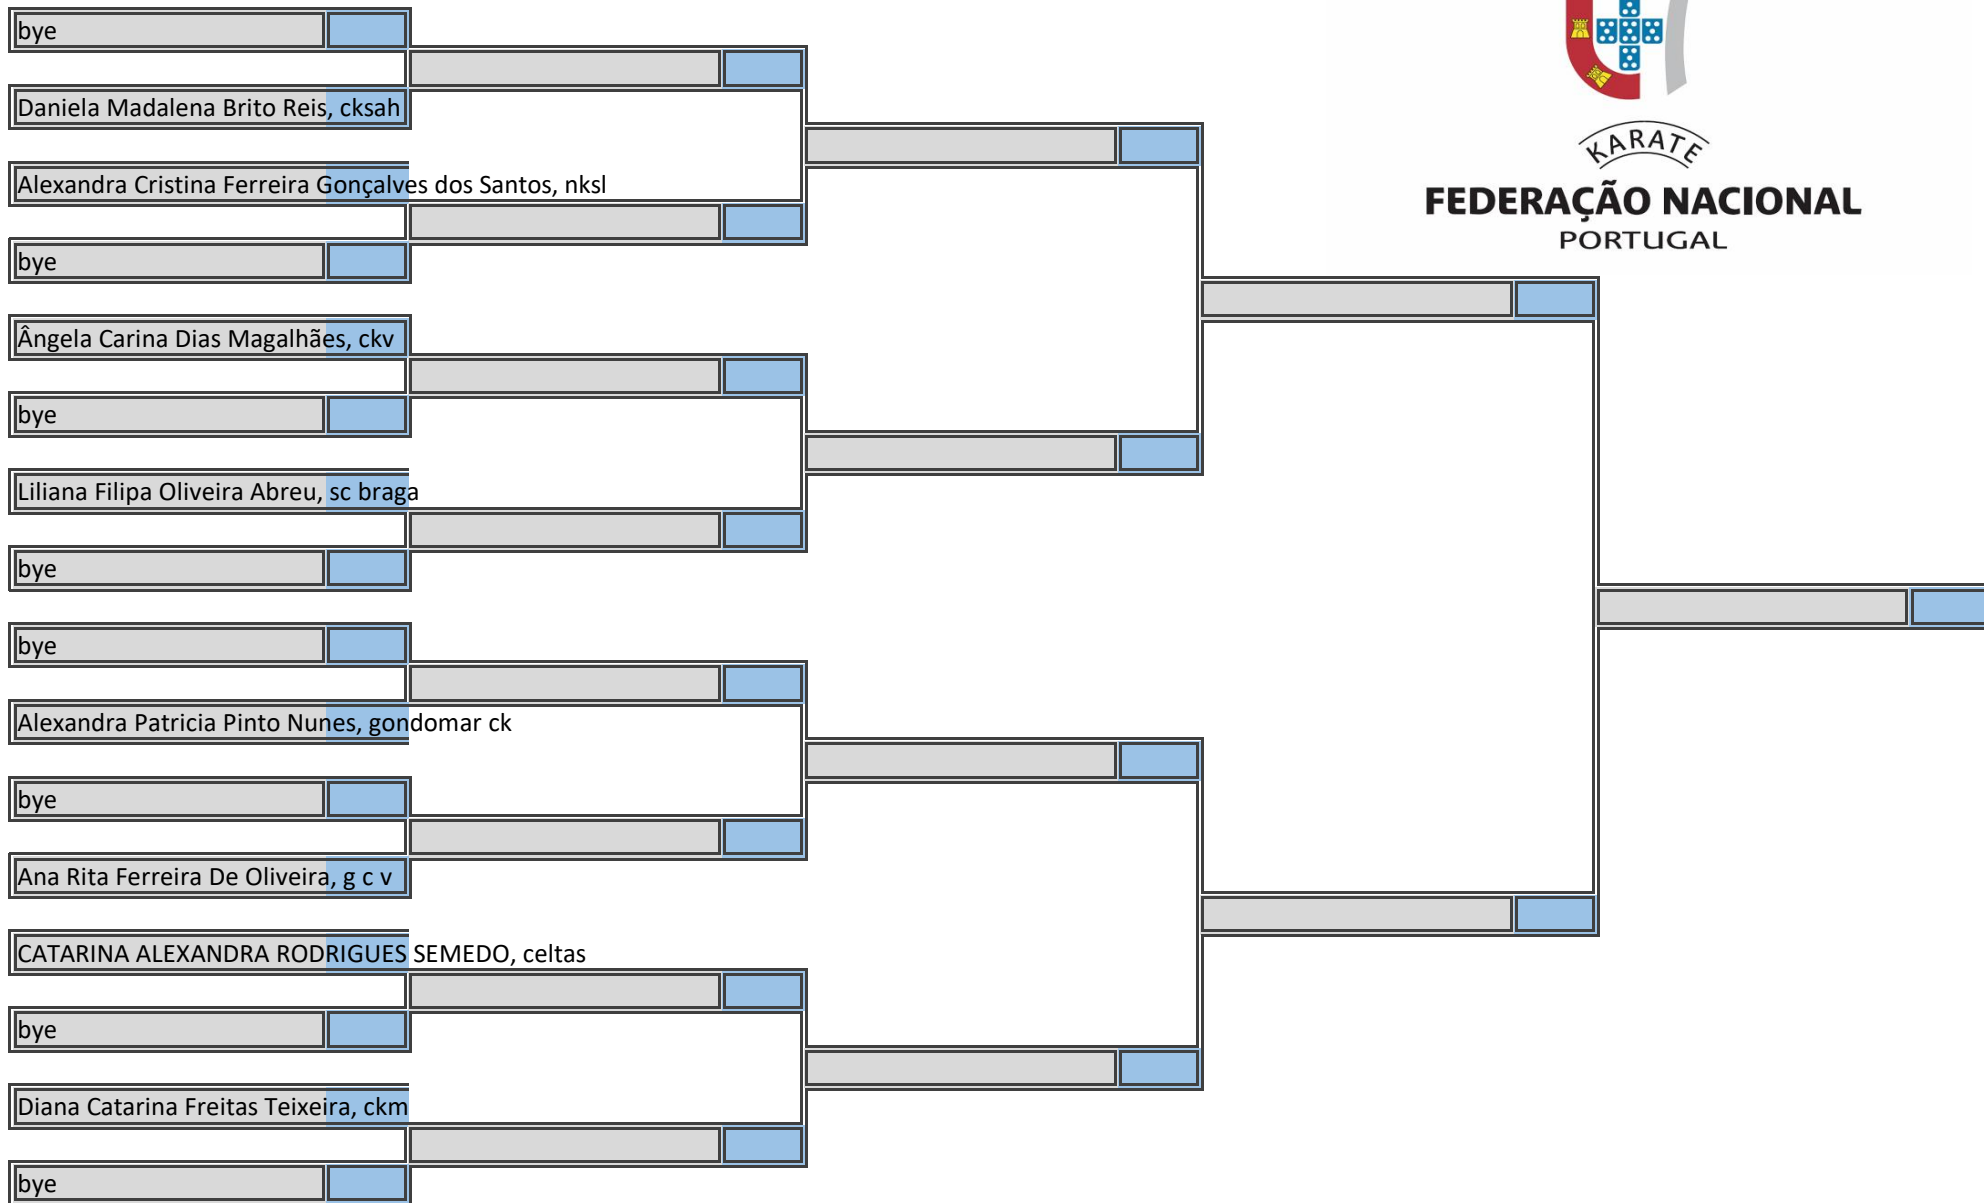 bye
Daniela Madalena Brito Reis, cksah
Alexandra Cristina Ferreira Gonçalves dos Santos, nksl
bye
Ângela Carina Dias Magalhães, ckv
bye
Liliana Filipa Oliveira Abreu, sc braga
bye
bye
Alexandra Patricia Pinto Nunes, gondomar ck
bye
Ana Rita Ferreira De Oliveira, g c v
CATARINA ALEXANDRA RODRIGUES SEMEDO, celtas
bye
Diana Catarina Freitas Teixeira, ckm
bye
KARATE
FEDERAÇÃO NACIONAL
PORTUGAL